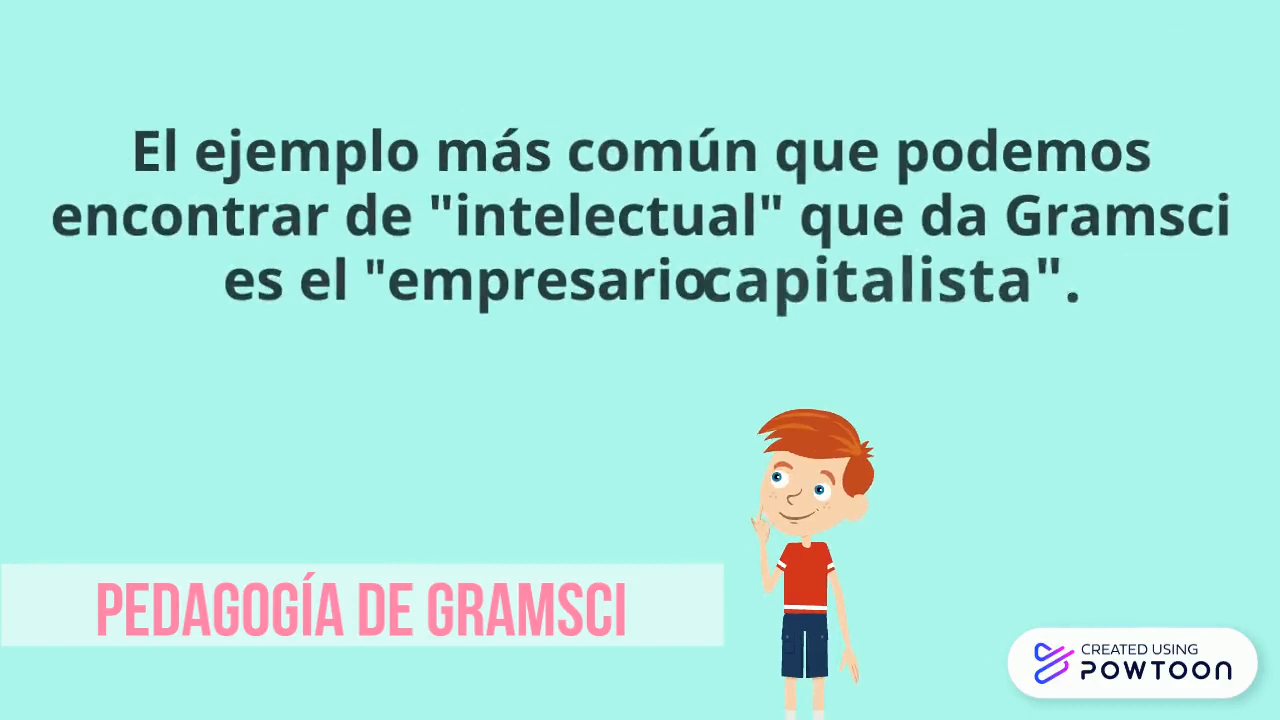 El ejemplo más común que podemos
encontrar de "intelectual" que da Gramsci
es el "empresariocapitalista".
PEDAGOGÍA DE GRAMSCI
CREATED USING
POWTOON